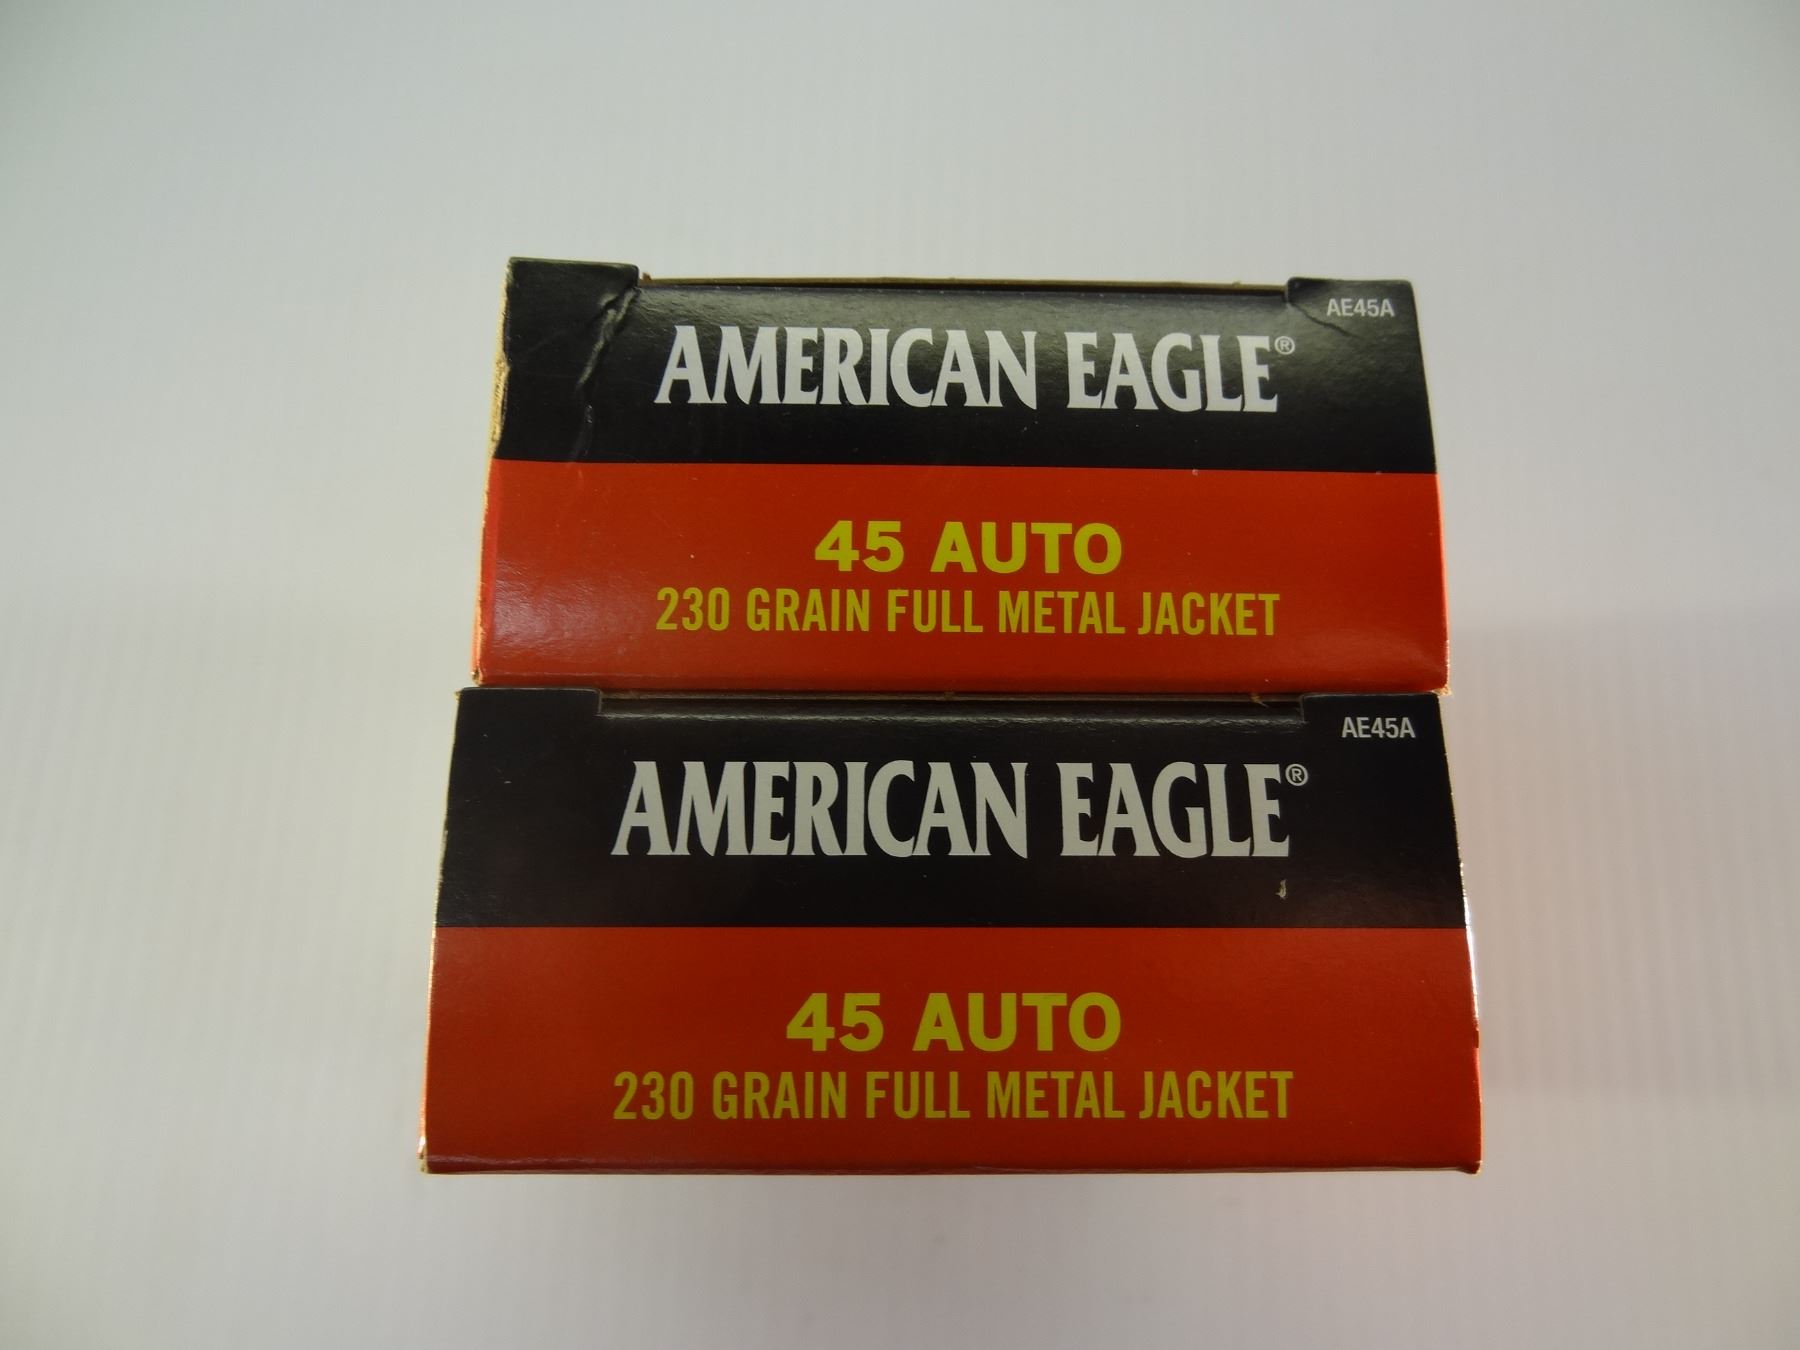 AE45A
AMERICAN EAGLE®
45 AUTO
230 GRAIN FULL METAL JACKET
AE45A
AMERICAN EAGLE®
45 AUTO
230 GRAIN FULL METAL JACKET